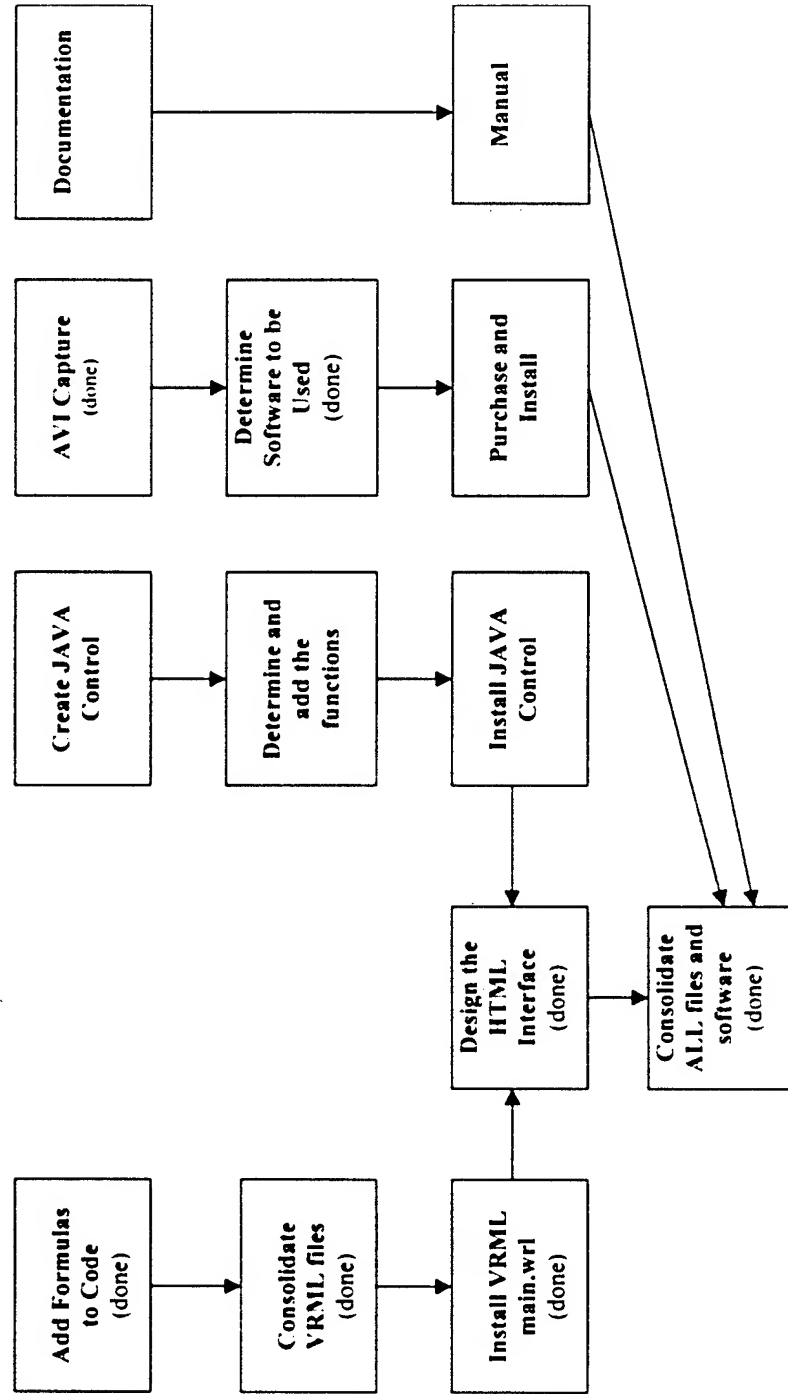 Add Formulas
to Code
(done)
Consolidate
VRML files
(done)
Install VRML
main.wrl
(done)
Design the
HTML
Interface
(done)
Consolidate
ALL files and
software
(done)
Create JAVA
Control
Determine and
add the
functions
Install JAVA
Control
AVI Capture
(done)
Determine
Software to be
Used
(done)
Purchase and
Install
Documentation
Manual